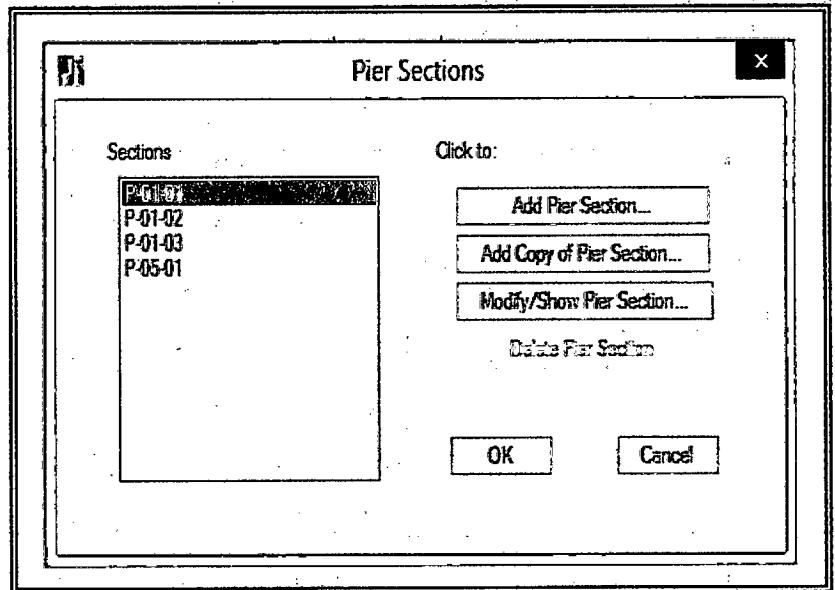 Pier Sections
x
Sections
P-01-01
P-01-02
P-01-03
P-05-01
Click to:
Add Pier Section...
Add Copy of Pier Section...
Modify/Show Pier Section...
Delete Pier Section
OK
Cancel